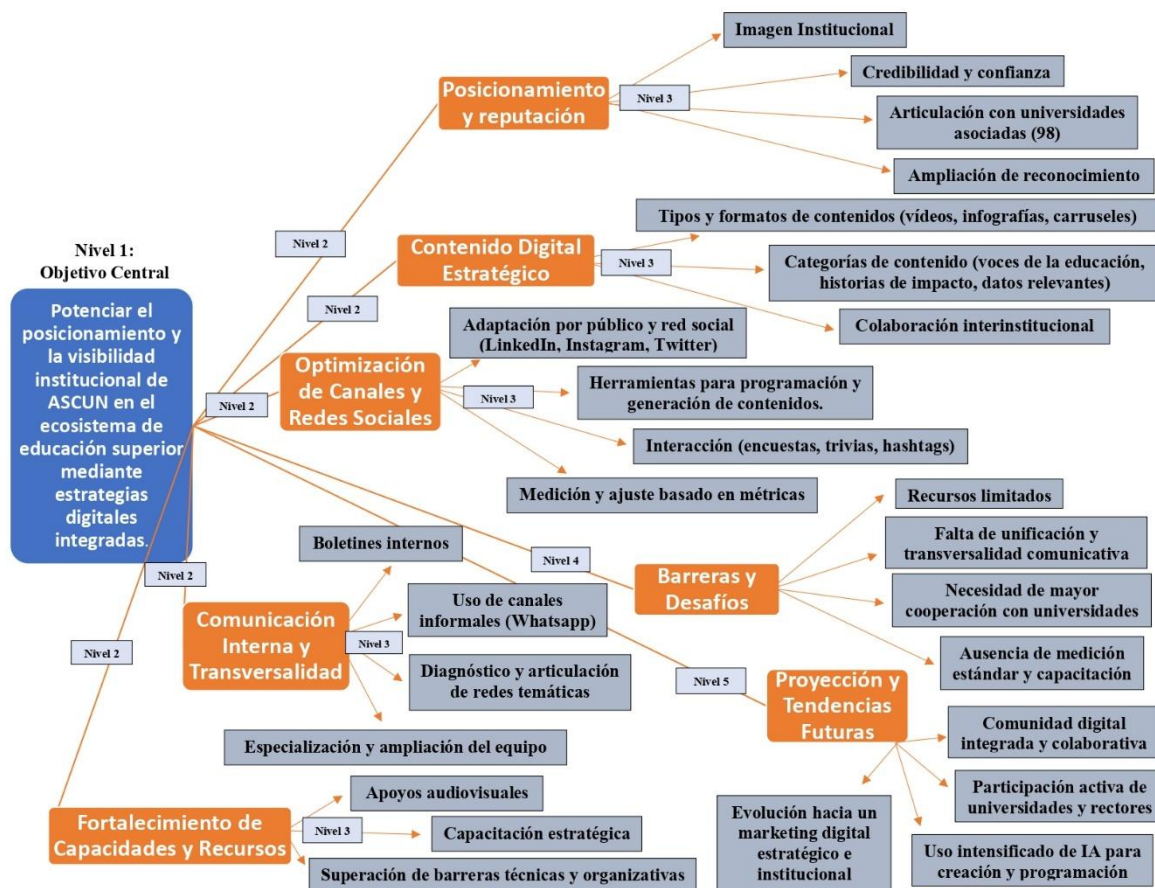 Nivel 1:
Objetivo Central
Potenciar el
posicionamiento y
la visibilidad
institucional de
ASCUN en el
ecosistema de
educación superior
mediante
estrategias
digitales
integradas.
Nivel 2
Posicionamiento
y reputación
Nivel 3
Imagen Institucional
Credibilidad y confianza
Articulación con universidades
asociadas (98)
Ampliación de reconocimiento
Nivel 2
Contenido Digital
Estratégico
Nivel 3
Tipos y formatos de contenidos (vídeos, infografías, carruseles)
Categorías de contenido (voces de la educación,
historias de impacto, datos relevantes)
Colaboración interinstitucional
Nivel 2
Optimización
de Canales y
Redes Sociales
Nivel 3
Adaptación por público y red social
(LinkedIn, Instagram, Twitter)
Herramientas para programación y
generación de contenidos.
Interacción (encuestas, trivias, hashtags)
Medición y ajuste basado en métricas
Nivel 4
Barreras y
Desafíos
Recursos limitados
Falta de unificación y
transversalidad comunicativa
Necesidad de mayor
cooperación con universidades
Ausencia de medición
estándar y capacitación
Nivel 2
Comunicación
Interna y
Transversalidad
Nivel 3
Boletines internos
Uso de canales
informales (Whatsapp)
Diagnóstico y articulación
de redes temáticas
Especialización y ampliación del equipo
Nivel 5
Proyección y
Tendencias
Futuras
Comunidad digital
integrada y colaborativa
Participación activa de
universidades y rectores
Uso intensificado de IA para
creación y programación
Evolución hacia un
marketing digital
estratégico e
institucional
Nivel 2
Fortalecimiento de
Capacidades y Recursos
Nivel 3
Apoyos audiovisuales
Capacitación estratégica
Superación de barreras técnicas y organizativas